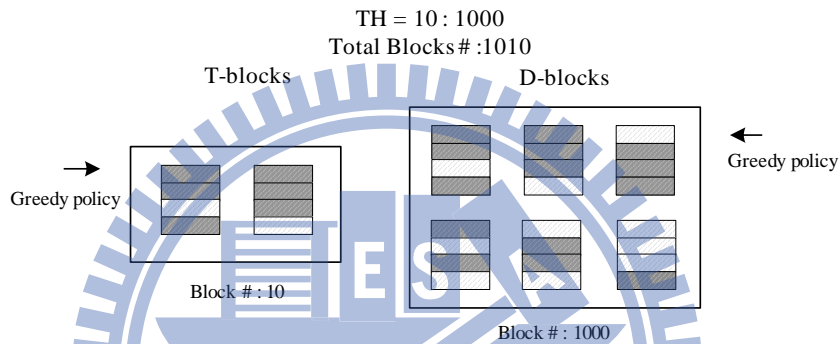 TH = 10 : 1000
Total Blocks # :1010
T-blocks
D-blocks
Greedy policy
Greedy policy
Block # : 10
Block # : 1000
E S A